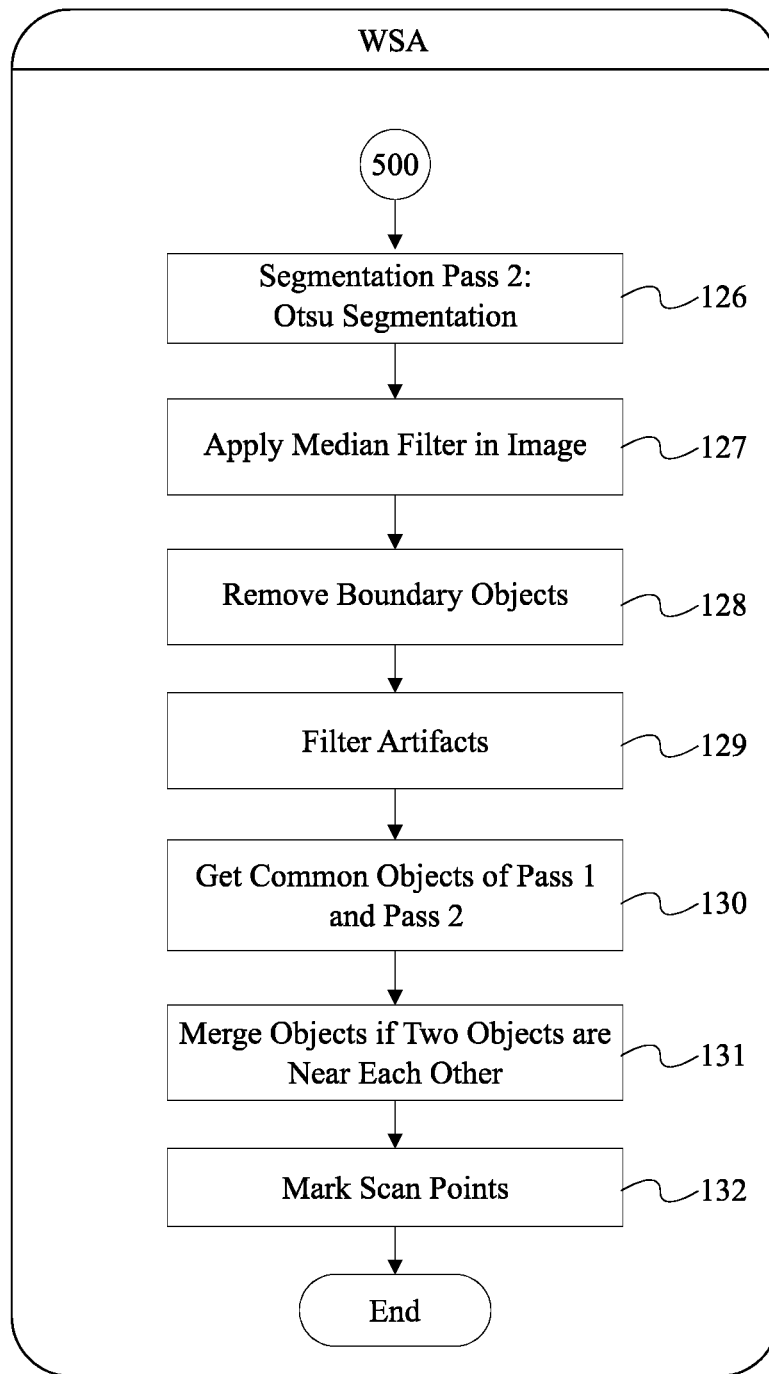 WSA
500
Segmentation Pass 2:
Otsu Segmentation
126
Apply Median Filter in Image
127
Remove Boundary Objects
128
Filter Artifacts
129
Get Common Objects of Pass 1
and Pass 2
130
Merge Objects if Two Objects are
Near Each Other
131
Mark Scan Points
132
End